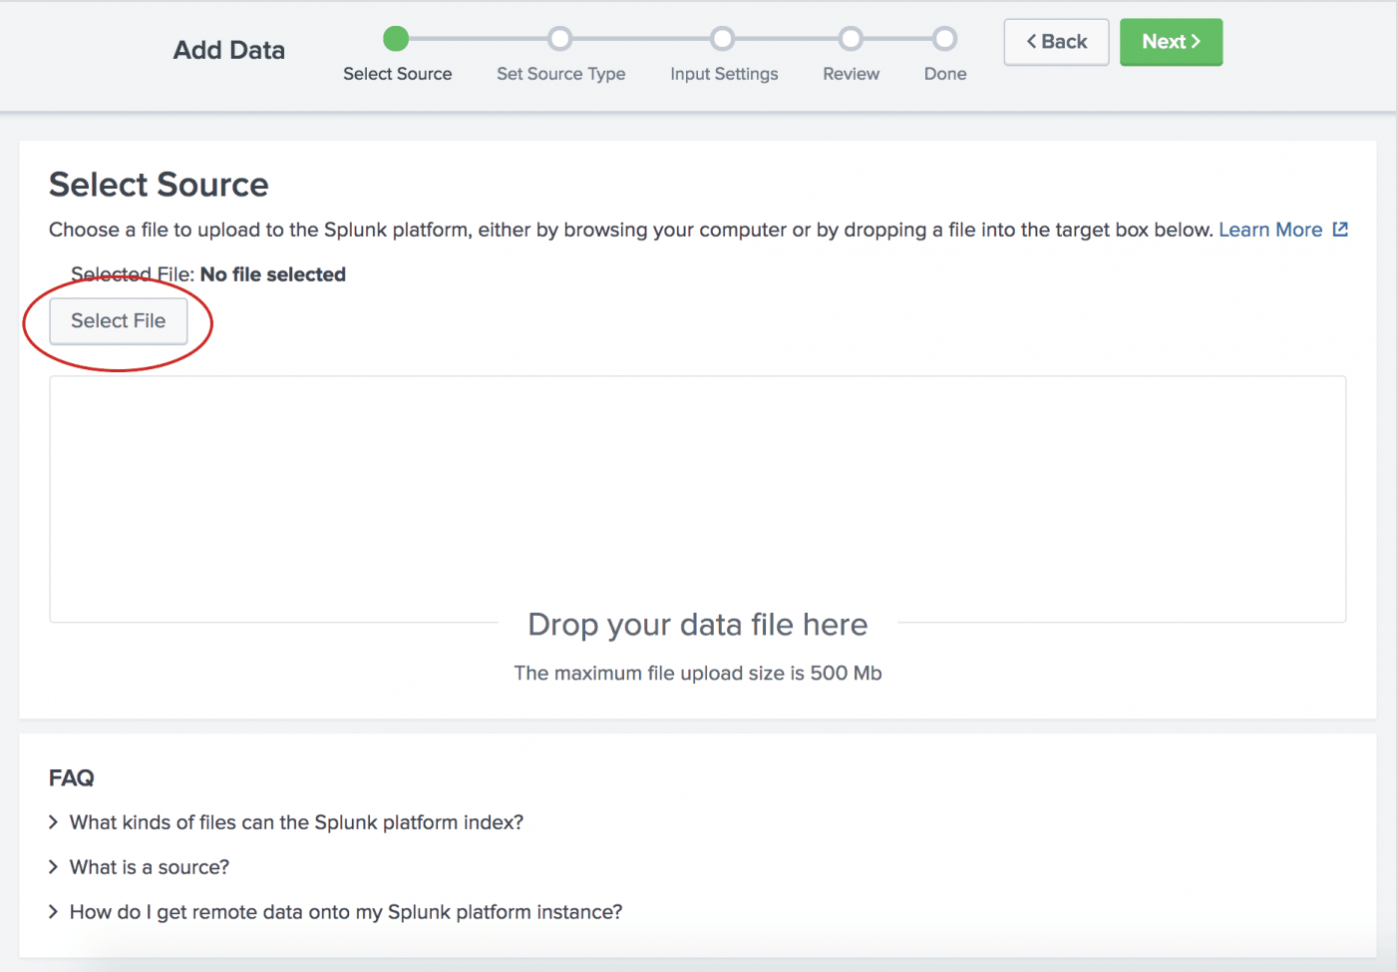 Add Data
Select Source
Set Source Type
Input Settings
Review
Done
Back
Next
Select Source
Choose a file to upload to the Splunk platform, either by browsing your computer or by dropping a file into the target box below. Learn More
Selected File: No file selected
Select File
Drop your data file here
The maximum file upload size is 500 Mb
FAQ
What kinds of files can the Splunk platform index?
What is a source?
How do I get remote data onto my Splunk platform instance?